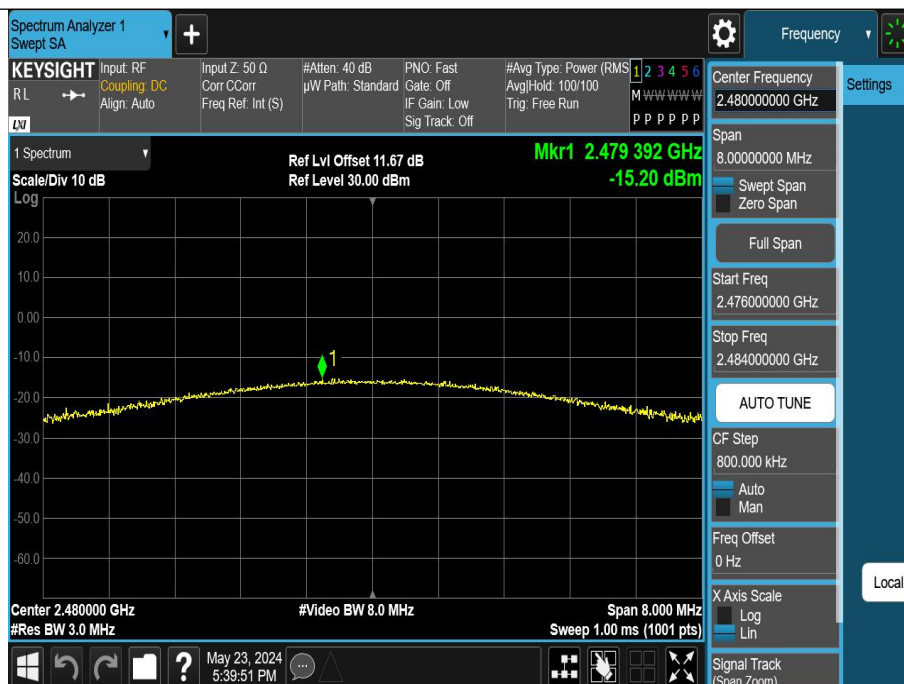 Spectrum Analyzer 1
Swept SA
Frequency
KEYSIGHT
R L
LXI
Input: RF
Coupling: DC
Align: Auto
Input Z: 50 Ω
Corr CCorr
Freq Ref: Int (S)
#Atten: 40 dB
µW Path: Standard
PNO: Fast
Gate: Off
IF Gain: Low
Sig Track: Off
#Avg Type: Power (RMS
Avg|Hold: 100/100
Trig: Free Run
1 2 3 4 5 6
M W W W W W
P P P P P P
1 Spectrum
Scale/Div 10 dB
Log
Ref Lvl Offset 11.67 dB
Ref Level 30.00 dBm
Mkr1 2.479 392 GHz
-15.20 dBm
20.0
10.0
0.00
-10.0
-20.0
-30.0
-40.0
-50.0
-60.0
1
Center 2.480000 GHz
#Res BW 3.0 MHz
#Video BW 8.0 MHz
Span 8.000 MHz
Sweep 1.00 ms (1001 pts)
?
May 23, 2024
5:39:51 PM
Center Frequency
2.480000000 GHz
Span
8.00000000 MHz
Swept Span
Zero Span
Full Span
Start Freq
2.476000000 GHz
Stop Freq
2.484000000 GHz
AUTO TUNE
CF Step
800.000 kHz
Auto
Man
Freq Offset
0 Hz
X Axis Scale
Log
Lin
Signal Track
(Span Zoom)
Settings
Local